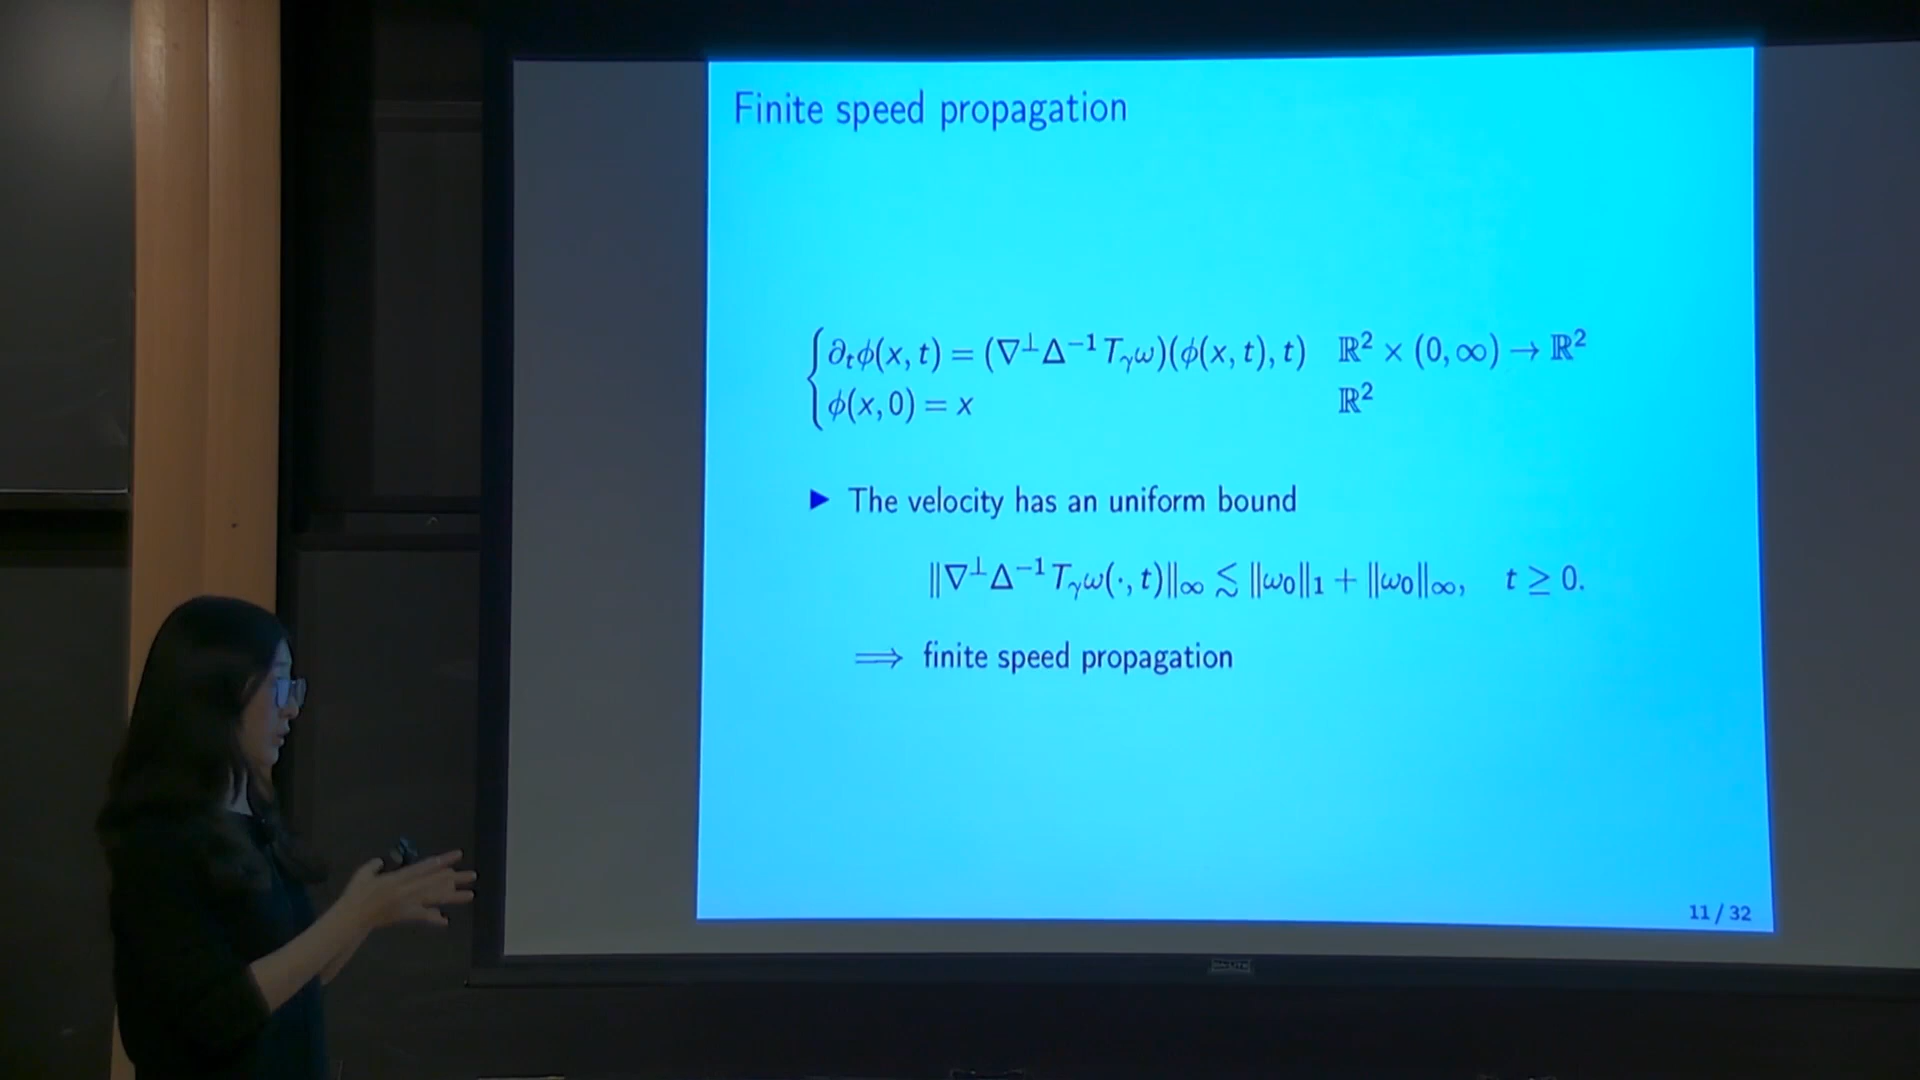 Finite speed propagation
∂ₜϕ(x, t) = (∇⊥Δ⁻¹Tᵧω)(ϕ(x, t), t) ℝ² × (0, ∞) → ℝ²
ϕ(x, 0) = x ℝ²
▶ The velocity has an uniform bound
‖∇⊥Δ⁻¹Tᵧω(·, t)‖∞ ≲ ‖ω₀‖₁ + ‖ω₀‖∞, t ≥ 0.
⟹ finite speed propagation
11 / 32